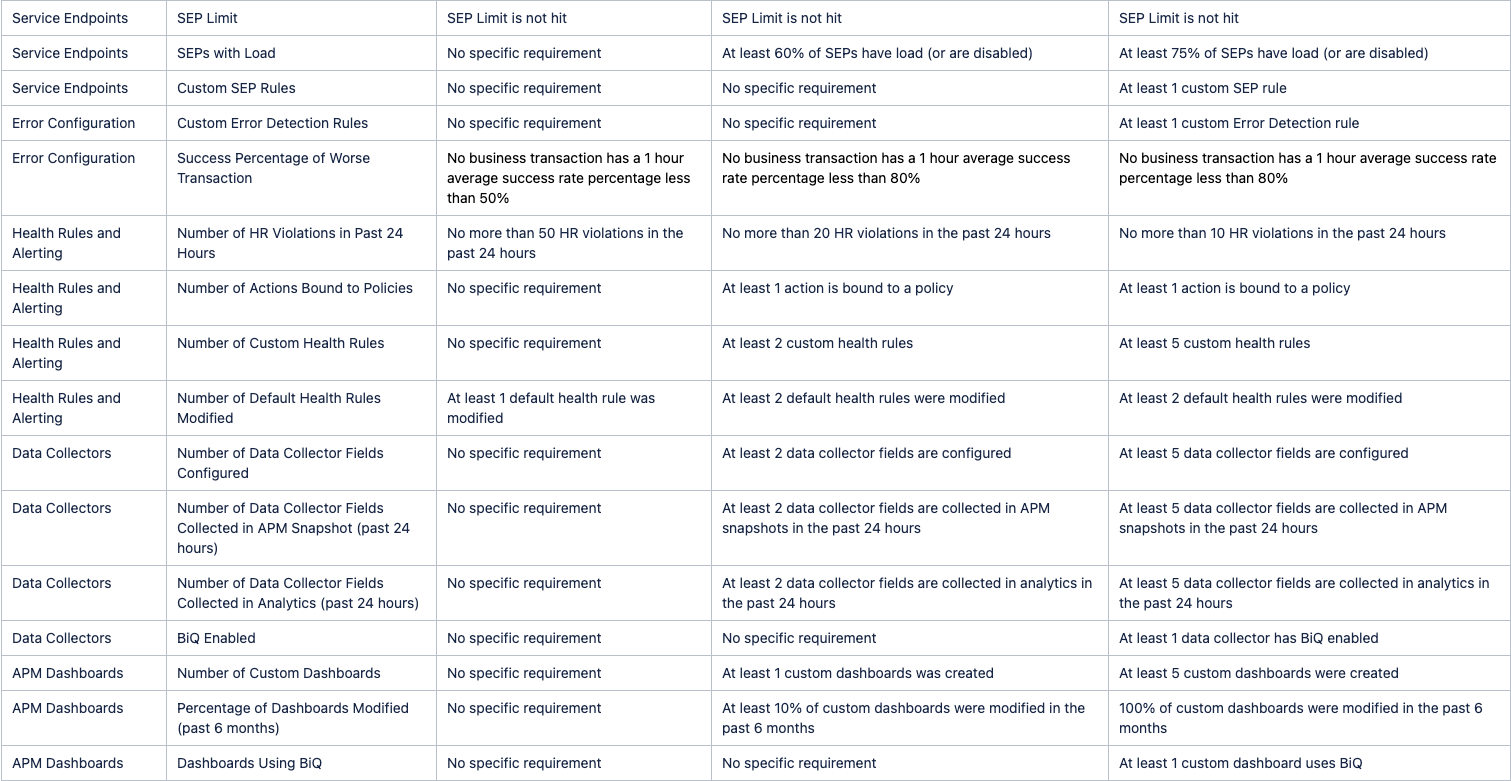 Service Endpoints | SEP Limit | SEP Limit is not hit | SEP Limit is not hit | SEP Limit is not hit
Service Endpoints | SEPs with Load | No specific requirement | At least 60% of SEPs have load (or are disabled) | At least 75% of SEPs have load (or are disabled)
Service Endpoints | Custom SEP Rules | No specific requirement | No specific requirement | At least 1 custom SEP rule
Error Configuration | Custom Error Detection Rules | No specific requirement | No specific requirement | At least 1 custom Error Detection rule
Error Configuration | Success Percentage of Worse Transaction | No business transaction has a 1 hour average success rate percentage less than 50% | No business transaction has a 1 hour average success rate percentage less than 80% | No business transaction has a 1 hour average success rate percentage less than 80%
Health Rules and Alerting | Number of HR Violations in Past 24 Hours | No more than 50 HR violations in the past 24 hours | No more than 20 HR violations in the past 24 hours | No more than 10 HR violations in the past 24 hours
Health Rules and Alerting | Number of Actions Bound to Policies | No specific requirement | At least 1 action is bound to a policy | At least 1 action is bound to a policy
Health Rules and Alerting | Number of Custom Health Rules | No specific requirement | At least 2 custom health rules | At least 5 custom health rules
Health Rules and Alerting | Number of Default Health Rules Modified | At least 1 default health rule was modified | At least 2 default health rules were modified | At least 2 default health rules were modified
Data Collectors | Number of Data Collector Fields Configured | No specific requirement | At least 2 data collector fields are configured | At least 5 data collector fields are configured
Data Collectors | Number of Data Collector Fields Collected in APM Snapshot (past 24 hours) | No specific requirement | At least 2 data collector fields are collected in APM snapshots in the past 24 hours | At least 5 data collector fields are collected in APM snapshots in the past 24 hours
Data Collectors | Number of Data Collector Fields Collected in Analytics (past 24 hours) | No specific requirement | At least 2 data collector fields are collected in analytics in the past 24 hours | At least 5 data collector fields are collected in analytics in the past 24 hours
Data Collectors | BiQ Enabled | No specific requirement | No specific requirement | At least 1 data collector has BiQ enabled
APM Dashboards | Number of Custom Dashboards | No specific requirement | At least 1 custom dashboards was created | At least 5 custom dashboards were created
APM Dashboards | Percentage of Dashboards Modified (past 6 months) | No specific requirement | At least 10% of custom dashboards were modified in the past 6 months | 100% of custom dashboards were modified in the past 6 months
APM Dashboards | Dashboards Using BiQ | No specific requirement | No specific requirement | At least 1 custom dashboard uses BiQ